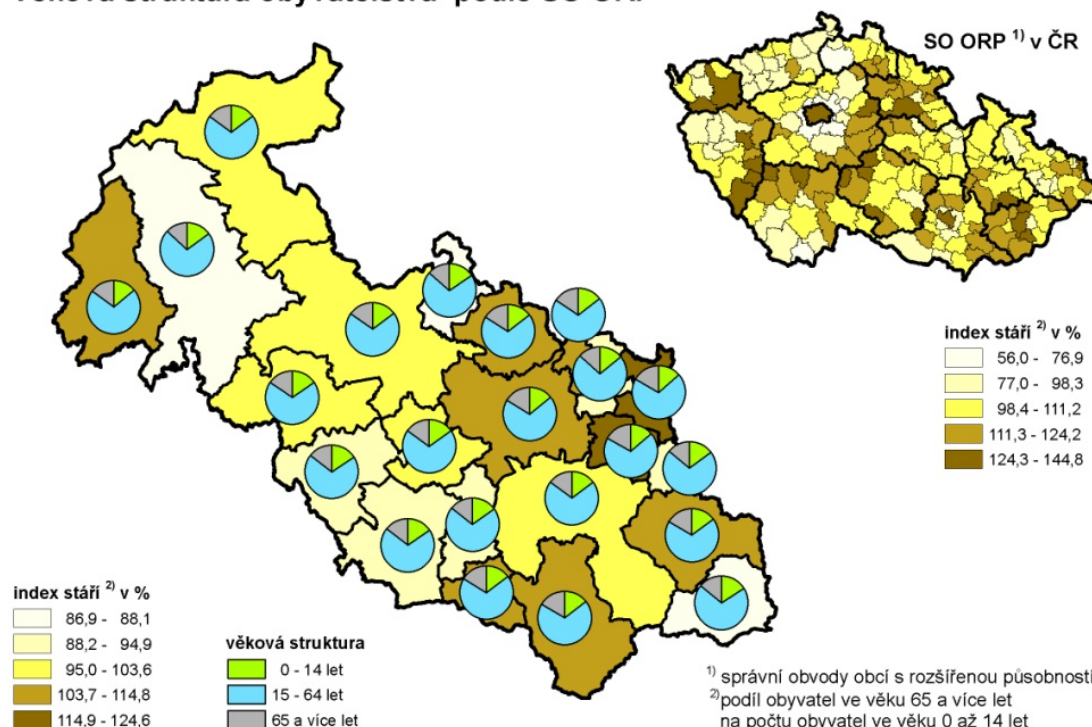 SO ORP 1) v ČR
index stáří 2) v %
56,0 - 76,9
77,0 - 98,3
98,4 - 111,2
111,3 - 124,2
124,3 - 144,8
index stáří 2) v %
86,9 - 88,1
88,2 - 94,9
95,0 - 103,6
103,7 - 114,8
114,9 - 124,6
věková struktura
0 - 14 let
15 - 64 let
65 a více let
1) správní obvody obcí s rozšířenou působností
2) podíl obyvatel ve věku 65 a více let
na počtu obyvatel ve věku 0 až 14 let